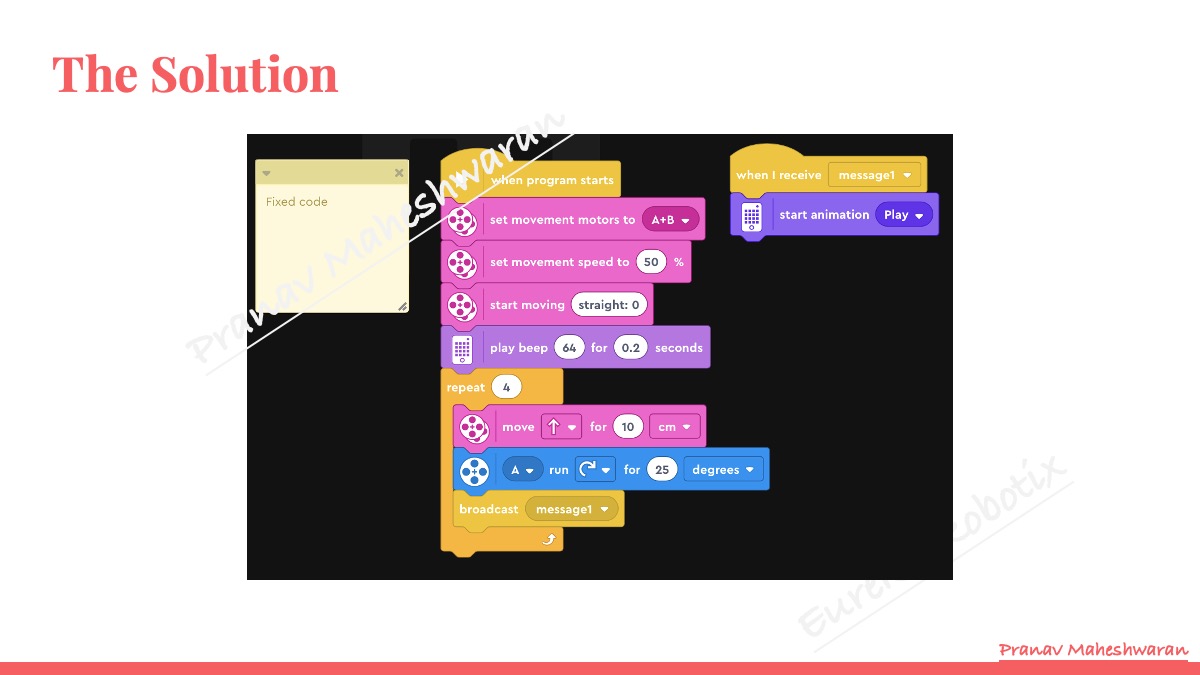 The Solution
Fixed code
when program starts
set movement motors to A+B
set movement speed to 50 %
start moving straight: 0
play beep 64 for 0.2 seconds
repeat 4
move for 10 cm
A run for 25 degrees
broadcast message1
when I receive message1
start animation Play
Pranav Maheshwaran
Pranav Maheshwaran